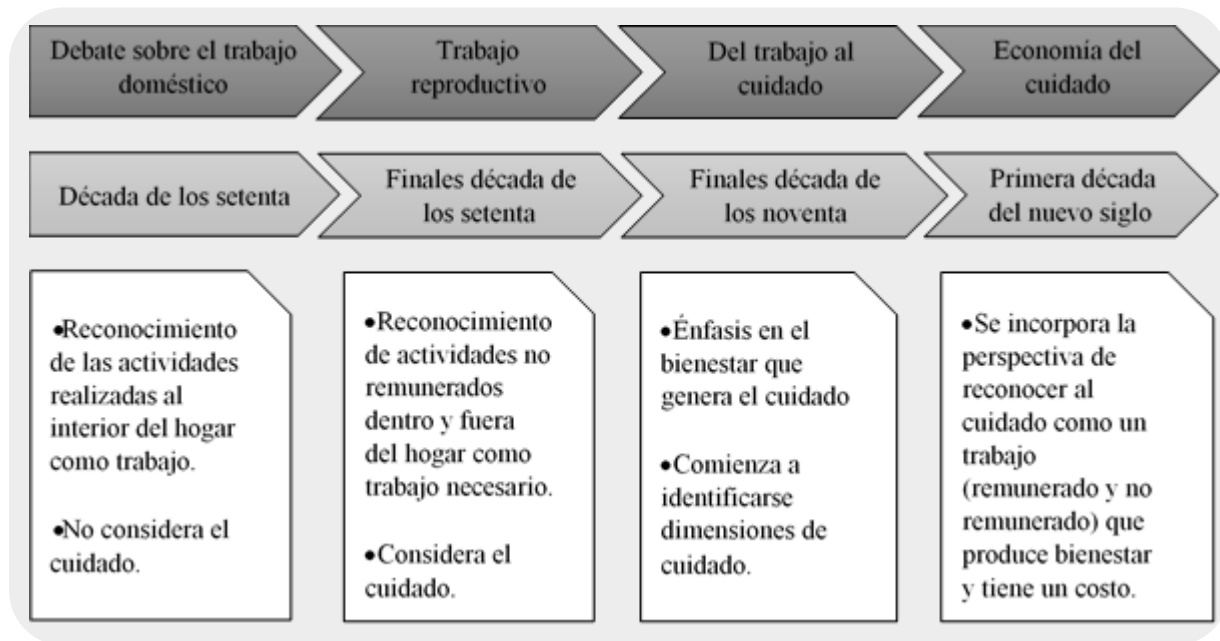 Debate sobre el trabajo
doméstico
Trabajo
reproductivo
Del trabajo al
cuidado
Economía del
cuidado
Década de los setenta
Finales década de
los setenta
Finales década de
los noventa
Primera década
del nuevo siglo
•Reconocimiento
de las actividades
realizadas al
interior del hogar
como trabajo.
•No considera el
cuidado.
•Reconocimiento
de actividades no
remunerados
dentro y fuera
del hogar como
trabajo necesario.
•Considera el
cuidado.
•Énfasis en el
bienestar que
genera el cuidado
•Comienza a
identificarse
dimensiones de
cuidado.
•Se incorpora la
perspectiva de
reconocer al
cuidado como un
trabajo
(remunerado y no
remunerado) que
produce bienestar
y tiene un costo.